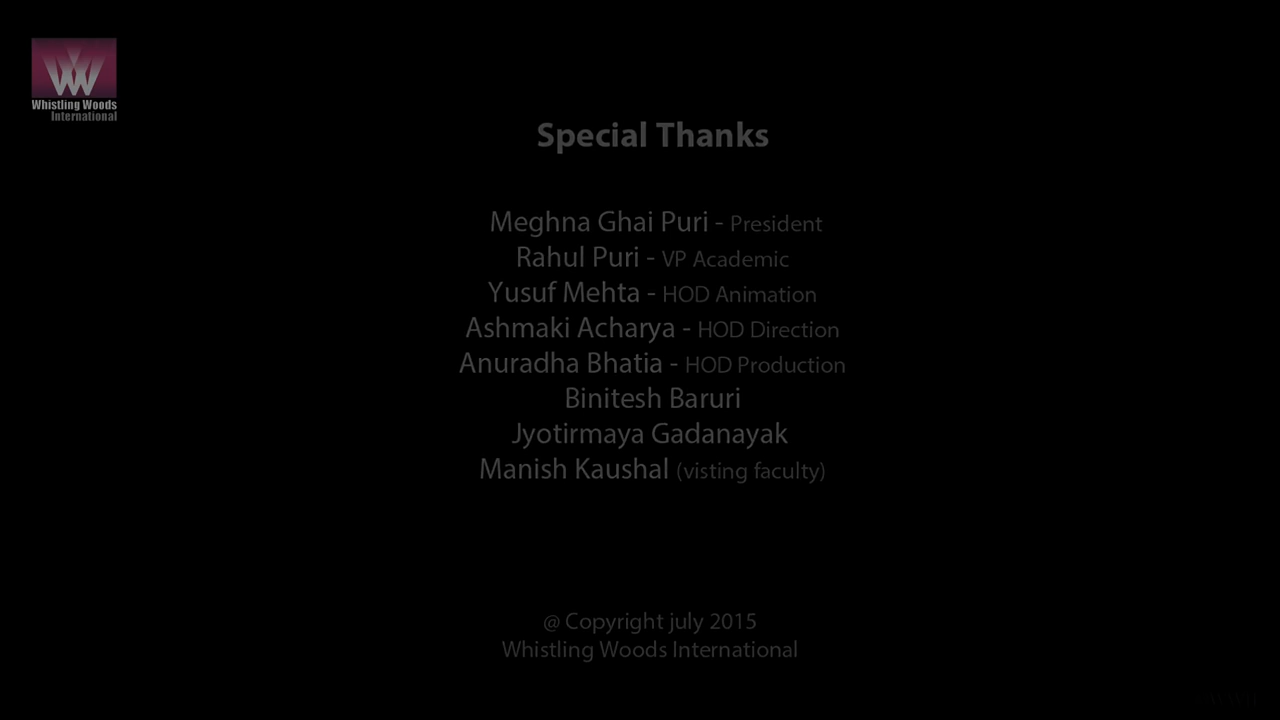 Whistling Woods
International
Special Thanks
Meghna Ghai Puri - President
Rahul Puri - VP Academic
Yusuf Mehta - HOD Animation
Ashmaki Acharya - HOD Direction
Anuradha Bhatia - HOD Production
Binitesh Baruri
Jyotirmaya Gadanayak
Manish Kaushal (visting faculty)
@ Copyright july 2015
Whistling Woods International